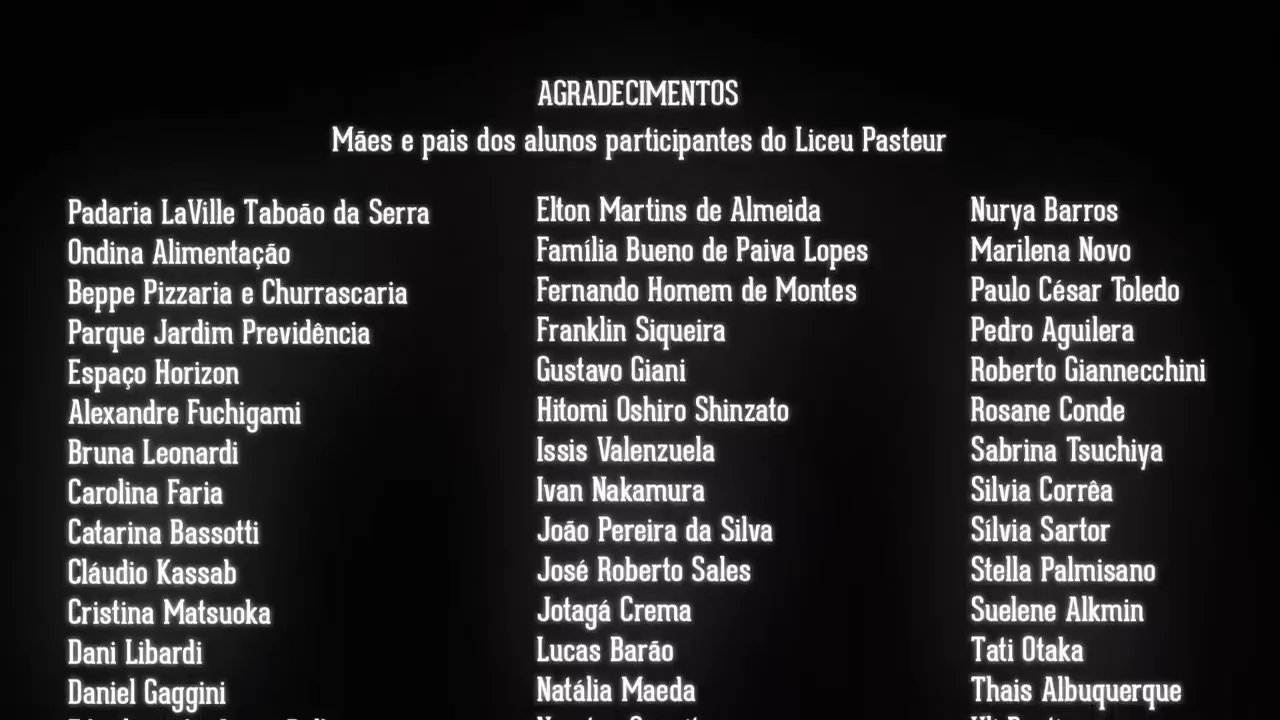 AGRADECIMENTOS
Mães e pais dos alunos participantes do Liceu Pasteur
Padaria LaVille Taboão da Serra
Ondina Alimentação
Beppe Pizzaria e Churrascaria
Parque Jardim Previdência
Espaço Horizon
Alexandre Fuchigami
Bruna Leonardi
Carolina Faria
Catarina Bassotti
Cláudio Kassab
Cristina Matsuoka
Dani Libardi
Daniel Gaggini
Elton Martins de Almeida
Família Bueno de Paiva Lopes
Fernando Homem de Montes
Franklin Siqueira
Gustavo Giani
Hitomi Oshiro Shinzato
Issis Valenzuela
Ivan Nakamura
João Pereira da Silva
José Roberto Sales
Jotagá Crema
Lucas Barão
Natália Maeda
Nurya Barros
Marilena Novo
Paulo César Toledo
Pedro Aguilera
Roberto Giannecchini
Rosane Conde
Sabrina Tsuchiya
Silvia Corrêa
Sílvia Sartor
Stella Palmisano
Suelene Alkmin
Tati Otaka
Thais Albuquerque